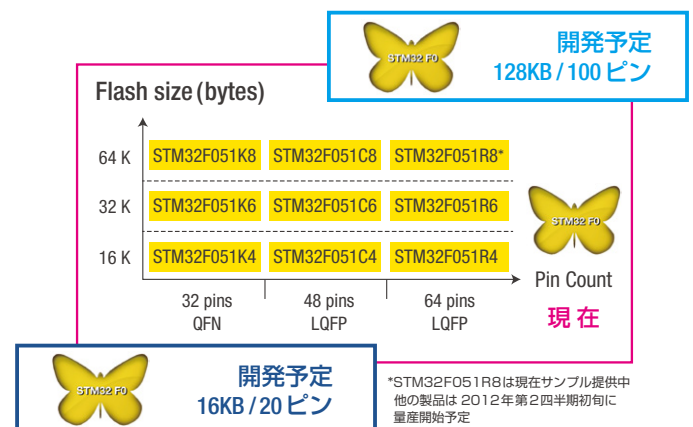 STM32 F0
開発予定
128KB / 100 ピン
Flash size (bytes)
64 K
STM32F051K8
STM32F051C8
STM32F051R8*
32 K
STM32F051K6
STM32F051C6
STM32F051R6
16 K
STM32F051K4
STM32F051C4
STM32F051R4
STM32 F0
Pin Count
現 在
32 pins
QFN
48 pins
LQFP
64 pins
LQFP
STM32 F0
開発予定
16KB / 20 ピン
*STM32F051R8は現在サンプル提供中
他の製品は 2012年第2四半期初旬に
量産開始予定